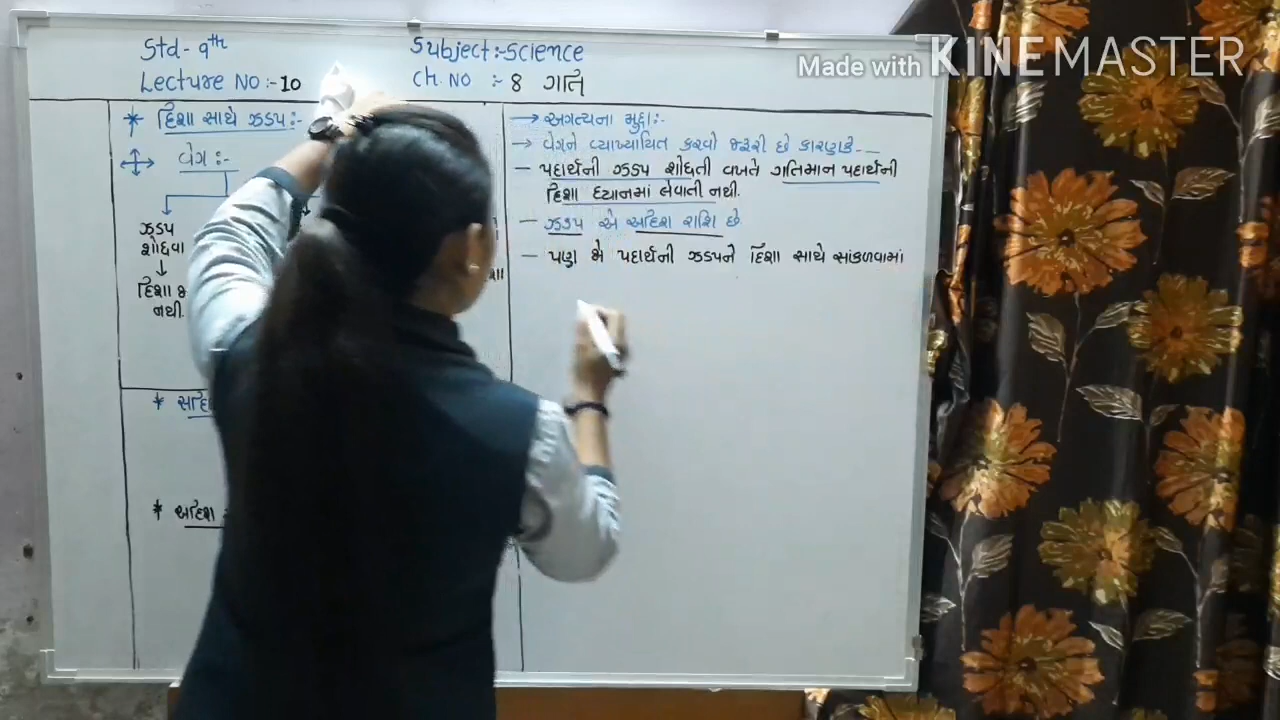 Std- 9th
Subject:-Science
Lecture No :-10
Ch. No :- 8 ગતિ
Made with KINEMASTER
* દિશા સાથે ઝડપ:-
વેગ :-
ઝડપ
શોધવા
દિશા
નથી.
* અદિશ
→ અગત્યના મુદ્દા:-
→ વેગને વ્યાખ્યાયિત કરવો જરૂરી છે કારણકે - _
- પદાર્થની ઝડપ શોધતી વખતે ગતિમાન પદાર્થની
દિશા ધ્યાનમાં લેવાતી નથી.
- ઝડપ એ અદિશ રાશિ છે
- પણ જો પદાર્થની ઝડપને દિશા સાથે સાંકળવામાં